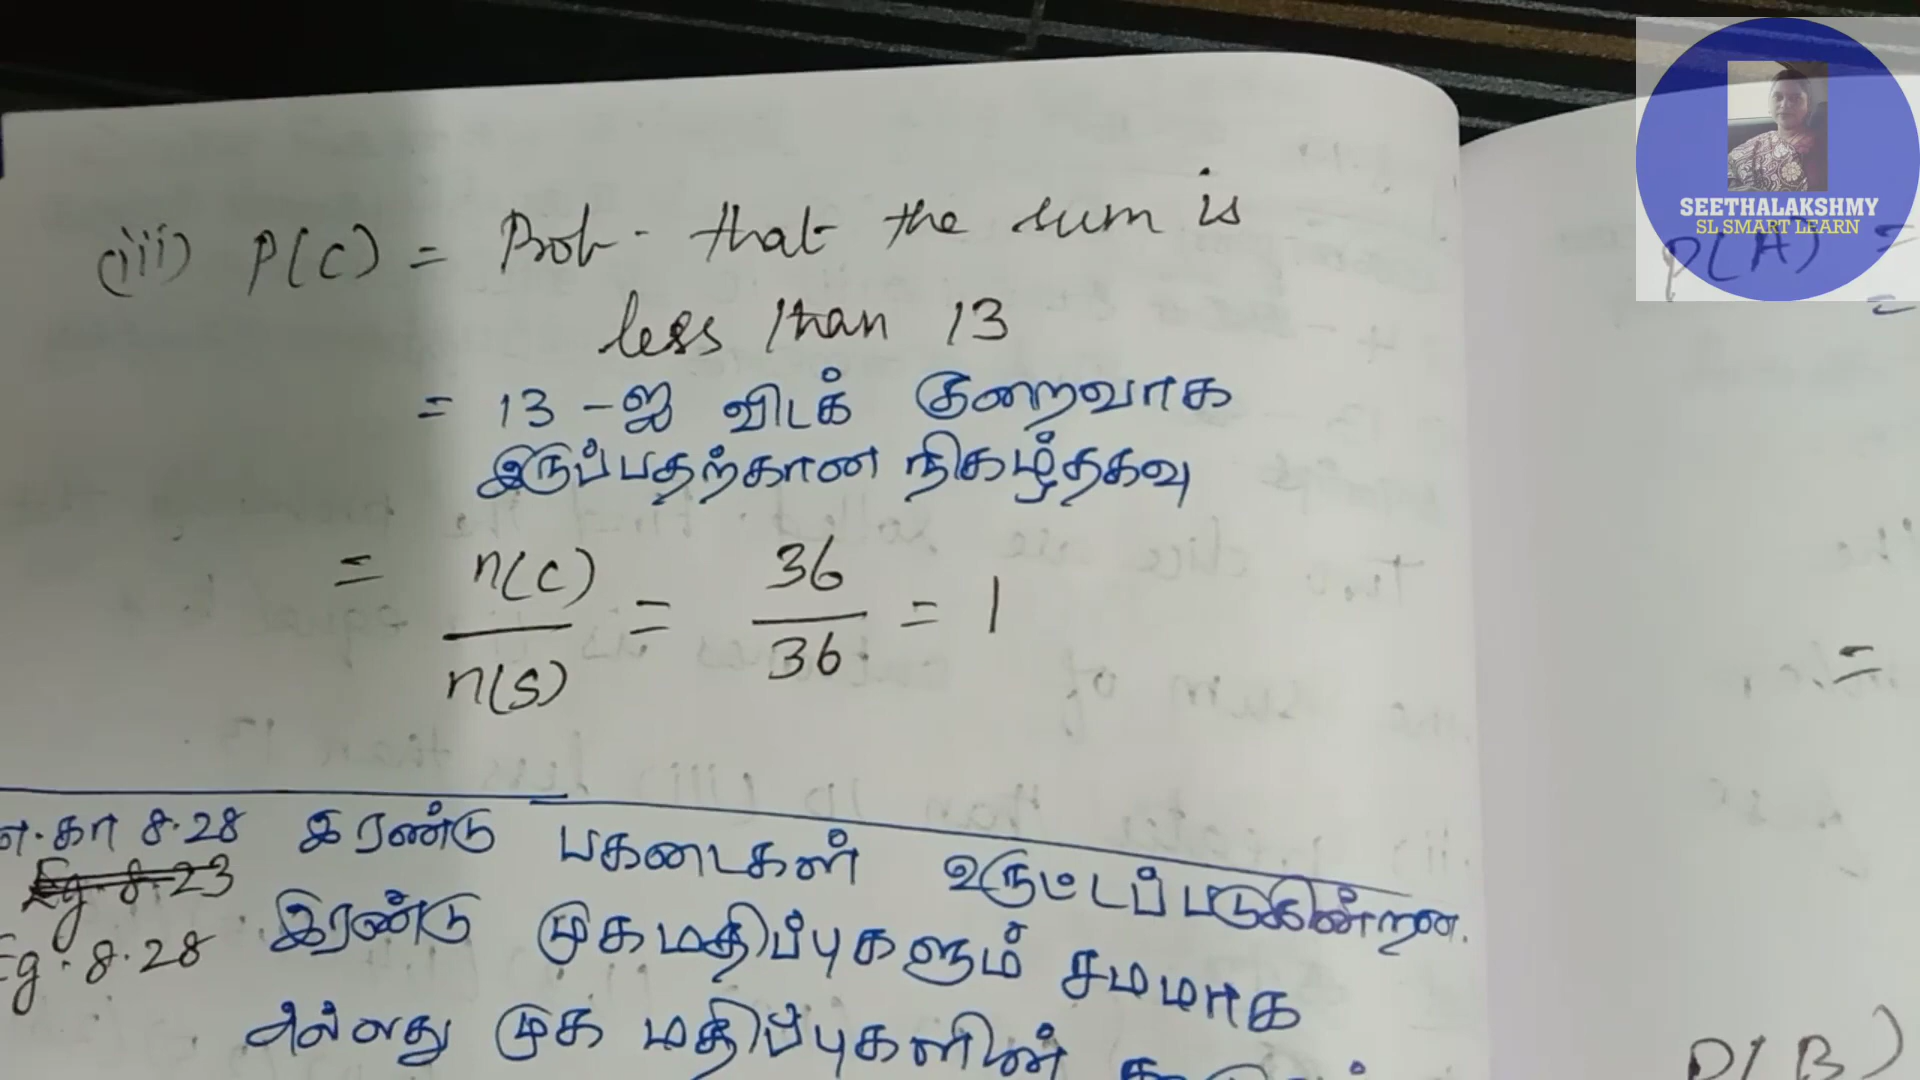 (iii) P(C) = Prob. that the sum is
less than 13
= 13 -ஐ விடக் குறைவாக
இருப்பதற்கான நிகழ்தகவு
= n(C)/n(S) = 36/36 = 1
எ.கா 8.28 இரண்டு பகடைகள் உருட்டப்படுகின்றன.
Eg. 8.23
Eg. 8.28 இரண்டு முகமதிப்புகளும் சமமாக
அல்லது முக மதிப்புகளின்
SEETHALAKSHMY
SL SMART LEARN
P(A) =
=
=
P(B)